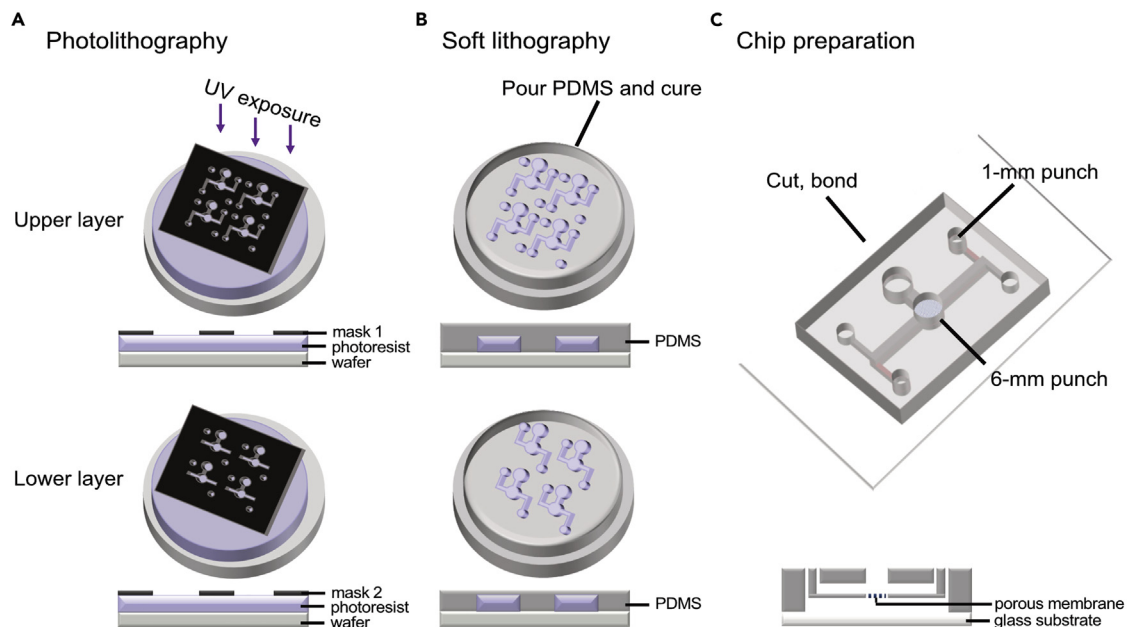 A
Photolithography
UV exposure
Upper layer
mask 1
photoresist
wafer
Lower layer
mask 2
photoresist
wafer
B
Soft lithography
Pour PDMS and cure
PDMS
PDMS
C
Chip preparation
1-mm punch
Cut, bond
6-mm punch
porous membrane
glass substrate